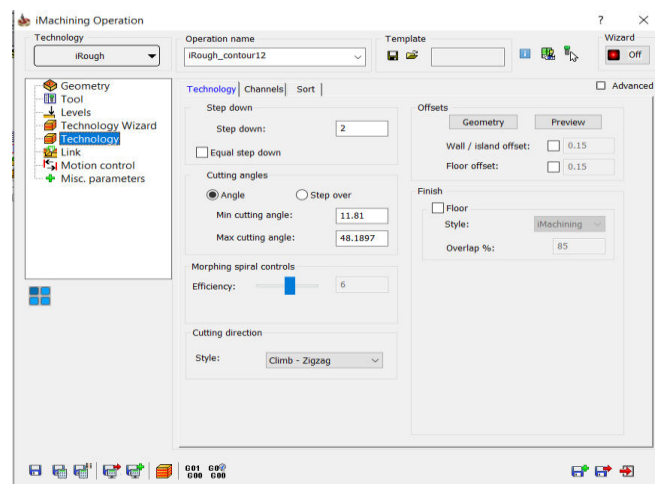 iMachining Operation ? ×
Technology Operation name Template Wizard
iRough iRough_contour12 Off
Geometry
Tool
Levels
Technology Wizard
Technology
Link
Motion control
Misc. parameters
Technology Channels Sort Advanced
Step down
Step down: 2
Equal step down
Cutting angles
Angle Step over
Min cutting angle: 11.81
Max cutting angle: 48.1897
Morphing spiral controls
Efficiency: 6
Cutting direction
Style: Climb - Zigzag
Offsets
Geometry Preview
Wall / island offset: 0.15
Floor offset: 0.15
Finish
Floor
Style: iMachining
Overlap %: 85
G01 G0
G00 G00